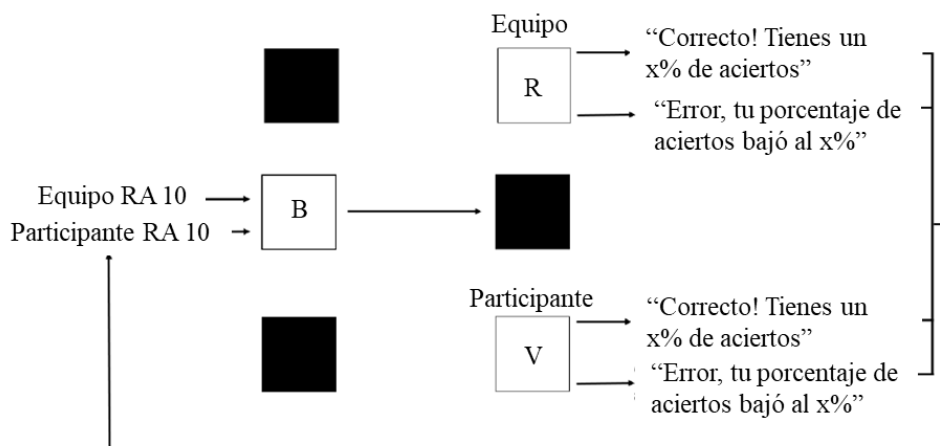 Equipo
“Correcto! Tienes un
x% de aciertos”
R
“Error, tu porcentaje de
aciertos bajó al x%”
Equipo RA 10
Participante RA 10
B
Participante
“Correcto! Tienes un
x% de aciertos”
V
“Error, tu porcentaje de
aciertos bajó al x%”